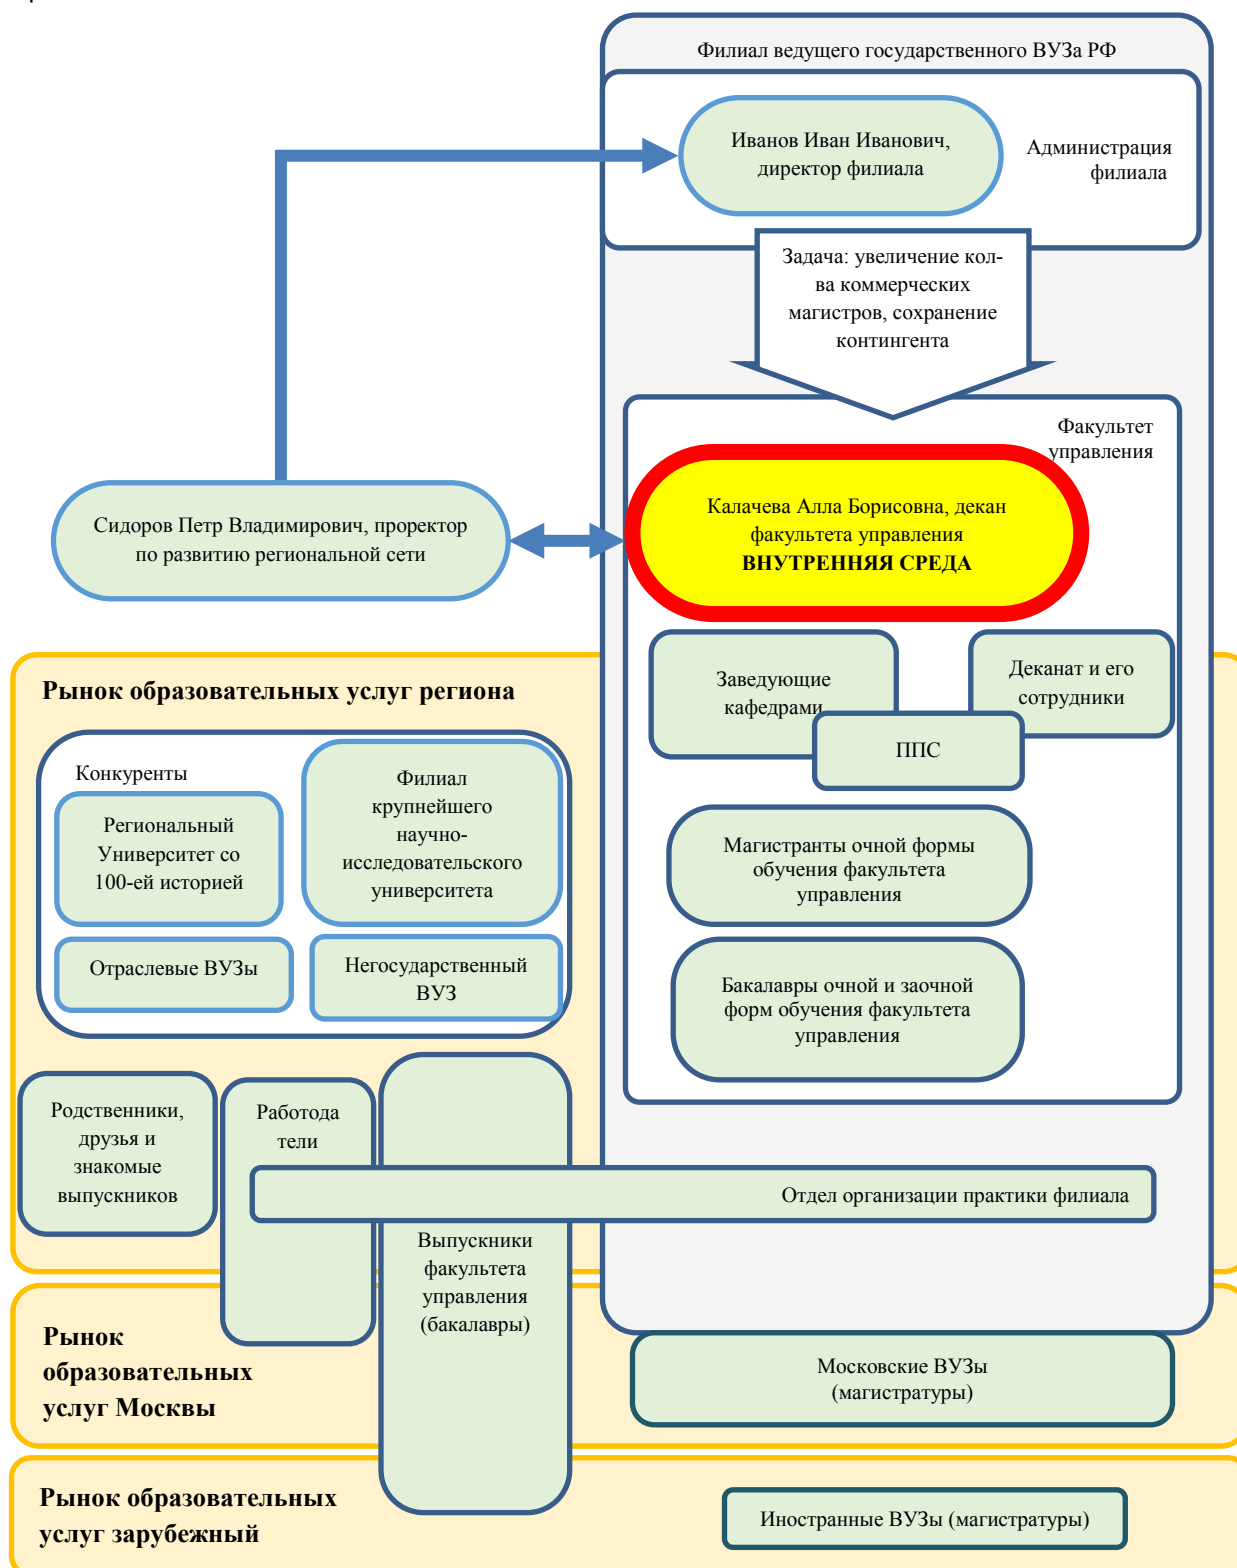 Филиал ведущего государственного ВУЗа РФ
Иванов Иван Иванович,
директор филиала
Администрация
филиала
Задача: увеличение кол-
ва коммерческих
магистров, сохранение
контингента
Факультет
управления
Сидоров Петр Владимирович, проректор
по развитию региональной сети
Калачева Алла Борисовна, декан
факультета управления
ВНУТРЕННЯЯ СРЕДА
Заведующие
кафедрами
Деканат и его
сотрудники
ППС
Рынок образовательных услуг региона
Конкуренты
Региональный
Университет со
100-ей историей
Филиал
крупнейшего
научно-
исследовательского
университета
Отраслевые ВУЗы
Негосударственный
ВУЗ
Магистранты очной формы
обучения факультета
управления
Бакалавры очной и заочной
форм обучения факультета
управления
Родственники,
друзья и
знакомые
выпускников
Работода
тели
Отдел организации практики филиала
Выпускники
факультета
управления
(бакалавры)
Рынок
образовательных
услуг Москвы
Московские ВУЗы
(магистратуры)
Рынок образовательных
услуг зарубежный
Иностранные ВУЗы (магистратуры)